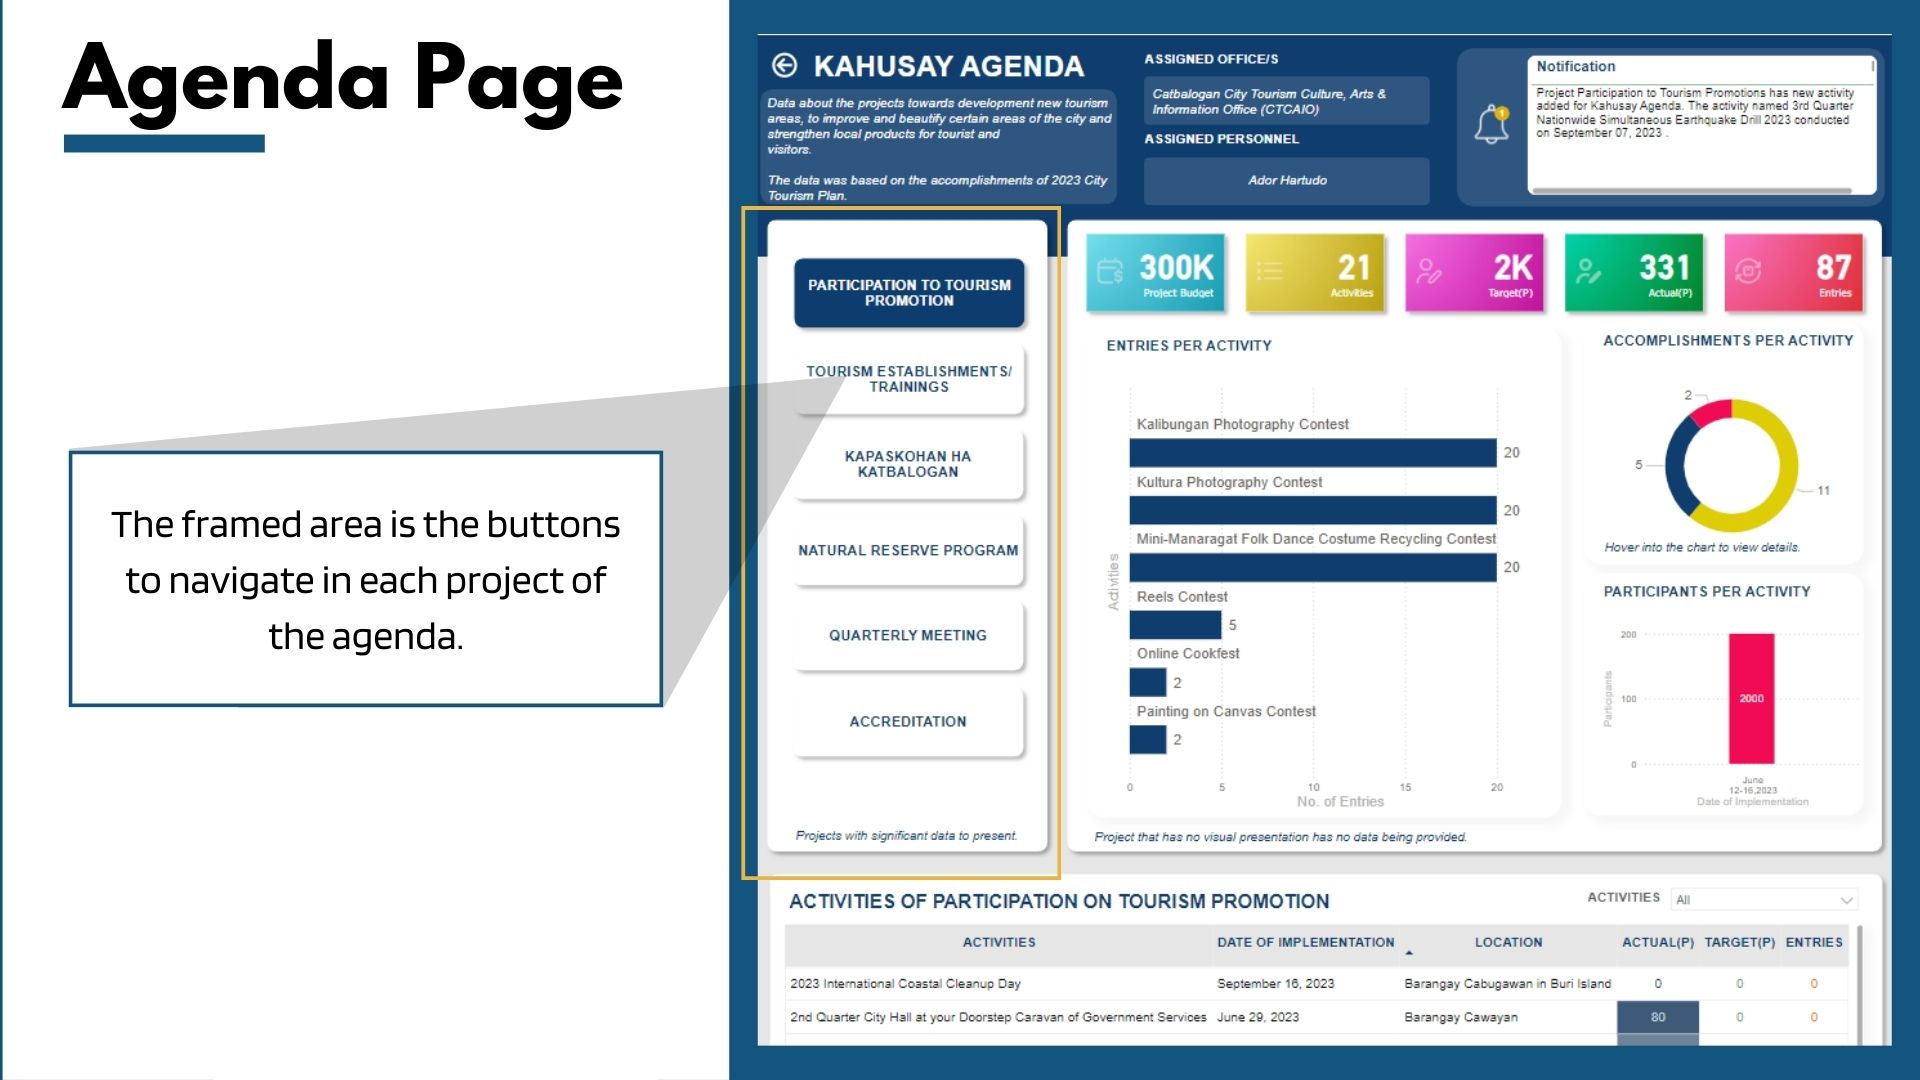 Agenda Page
The framed area is the buttons
to navigate in each project of
the agenda.
KAHUSAY AGENDA
Data about the projects towards development new tourism
areas, to improve and beautify certain areas of the city and
strengthen local products for tourist and
visitors.
The data was based on the accomplishments of 2023 City
Tourism Plan.
ASSIGNED OFFICE/S
Catbalogan City Tourism Culture, Arts &
Information Office (CTCAIO)
ASSIGNED PERSONNEL
Ador Hartudo
1
Notification
Project Participation to Tourism Promotions has new activity
added for Kahusay Agenda. The activity named 3rd Quarter
Nationwide Simultaneous Earthquake Drill 2023 conducted
on September 07, 2023 .
PARTICIPATION TO TOURISM
PROMOTION
TOURISM ESTABLISHMENTS/
TRAININGS
KAPASKOHAN HA
KATBALOGAN
NATURAL RESERVE PROGRAM
QUARTERLY MEETING
ACCREDITATION
Projects with significant data to present.
300K
Project Budget
21
Activities
2K
Target(P)
331
Actual(P)
87
Entries
ENTRIES PER ACTIVITY
Activities
Kalibungan Photography Contest
20
Kultura Photography Contest
20
Mini-Manaragat Folk Dance Costume Recycling Contest
20
Reels Contest
5
Online Cookfest
2
Painting on Canvas Contest
2
0 5 10 15 20
No. of Entries
ACCOMPLISHMENTS PER ACTIVITY
2
5
11
Hover into the chart to view details.
PARTICIPANTS PER ACTIVITY
Participants
200
100
0
2000
June
12-16,2023
Date of Implementation
Project that has no visual presentation has no data being provided.
ACTIVITIES OF PARTICIPATION ON TOURISM PROMOTION
ACTIVITIES All
ACTIVITIES DATE OF IMPLEMENTATION LOCATION ACTUAL(P) TARGET(P) ENTRIES
2023 International Coastal Cleanup Day September 16, 2023 Barangay Cabugawan in Buri Island 0 0 0
2nd Quarter City Hall at your Doorstep Caravan of Government Services June 29, 2023 Barangay Cawayan 80 0 0